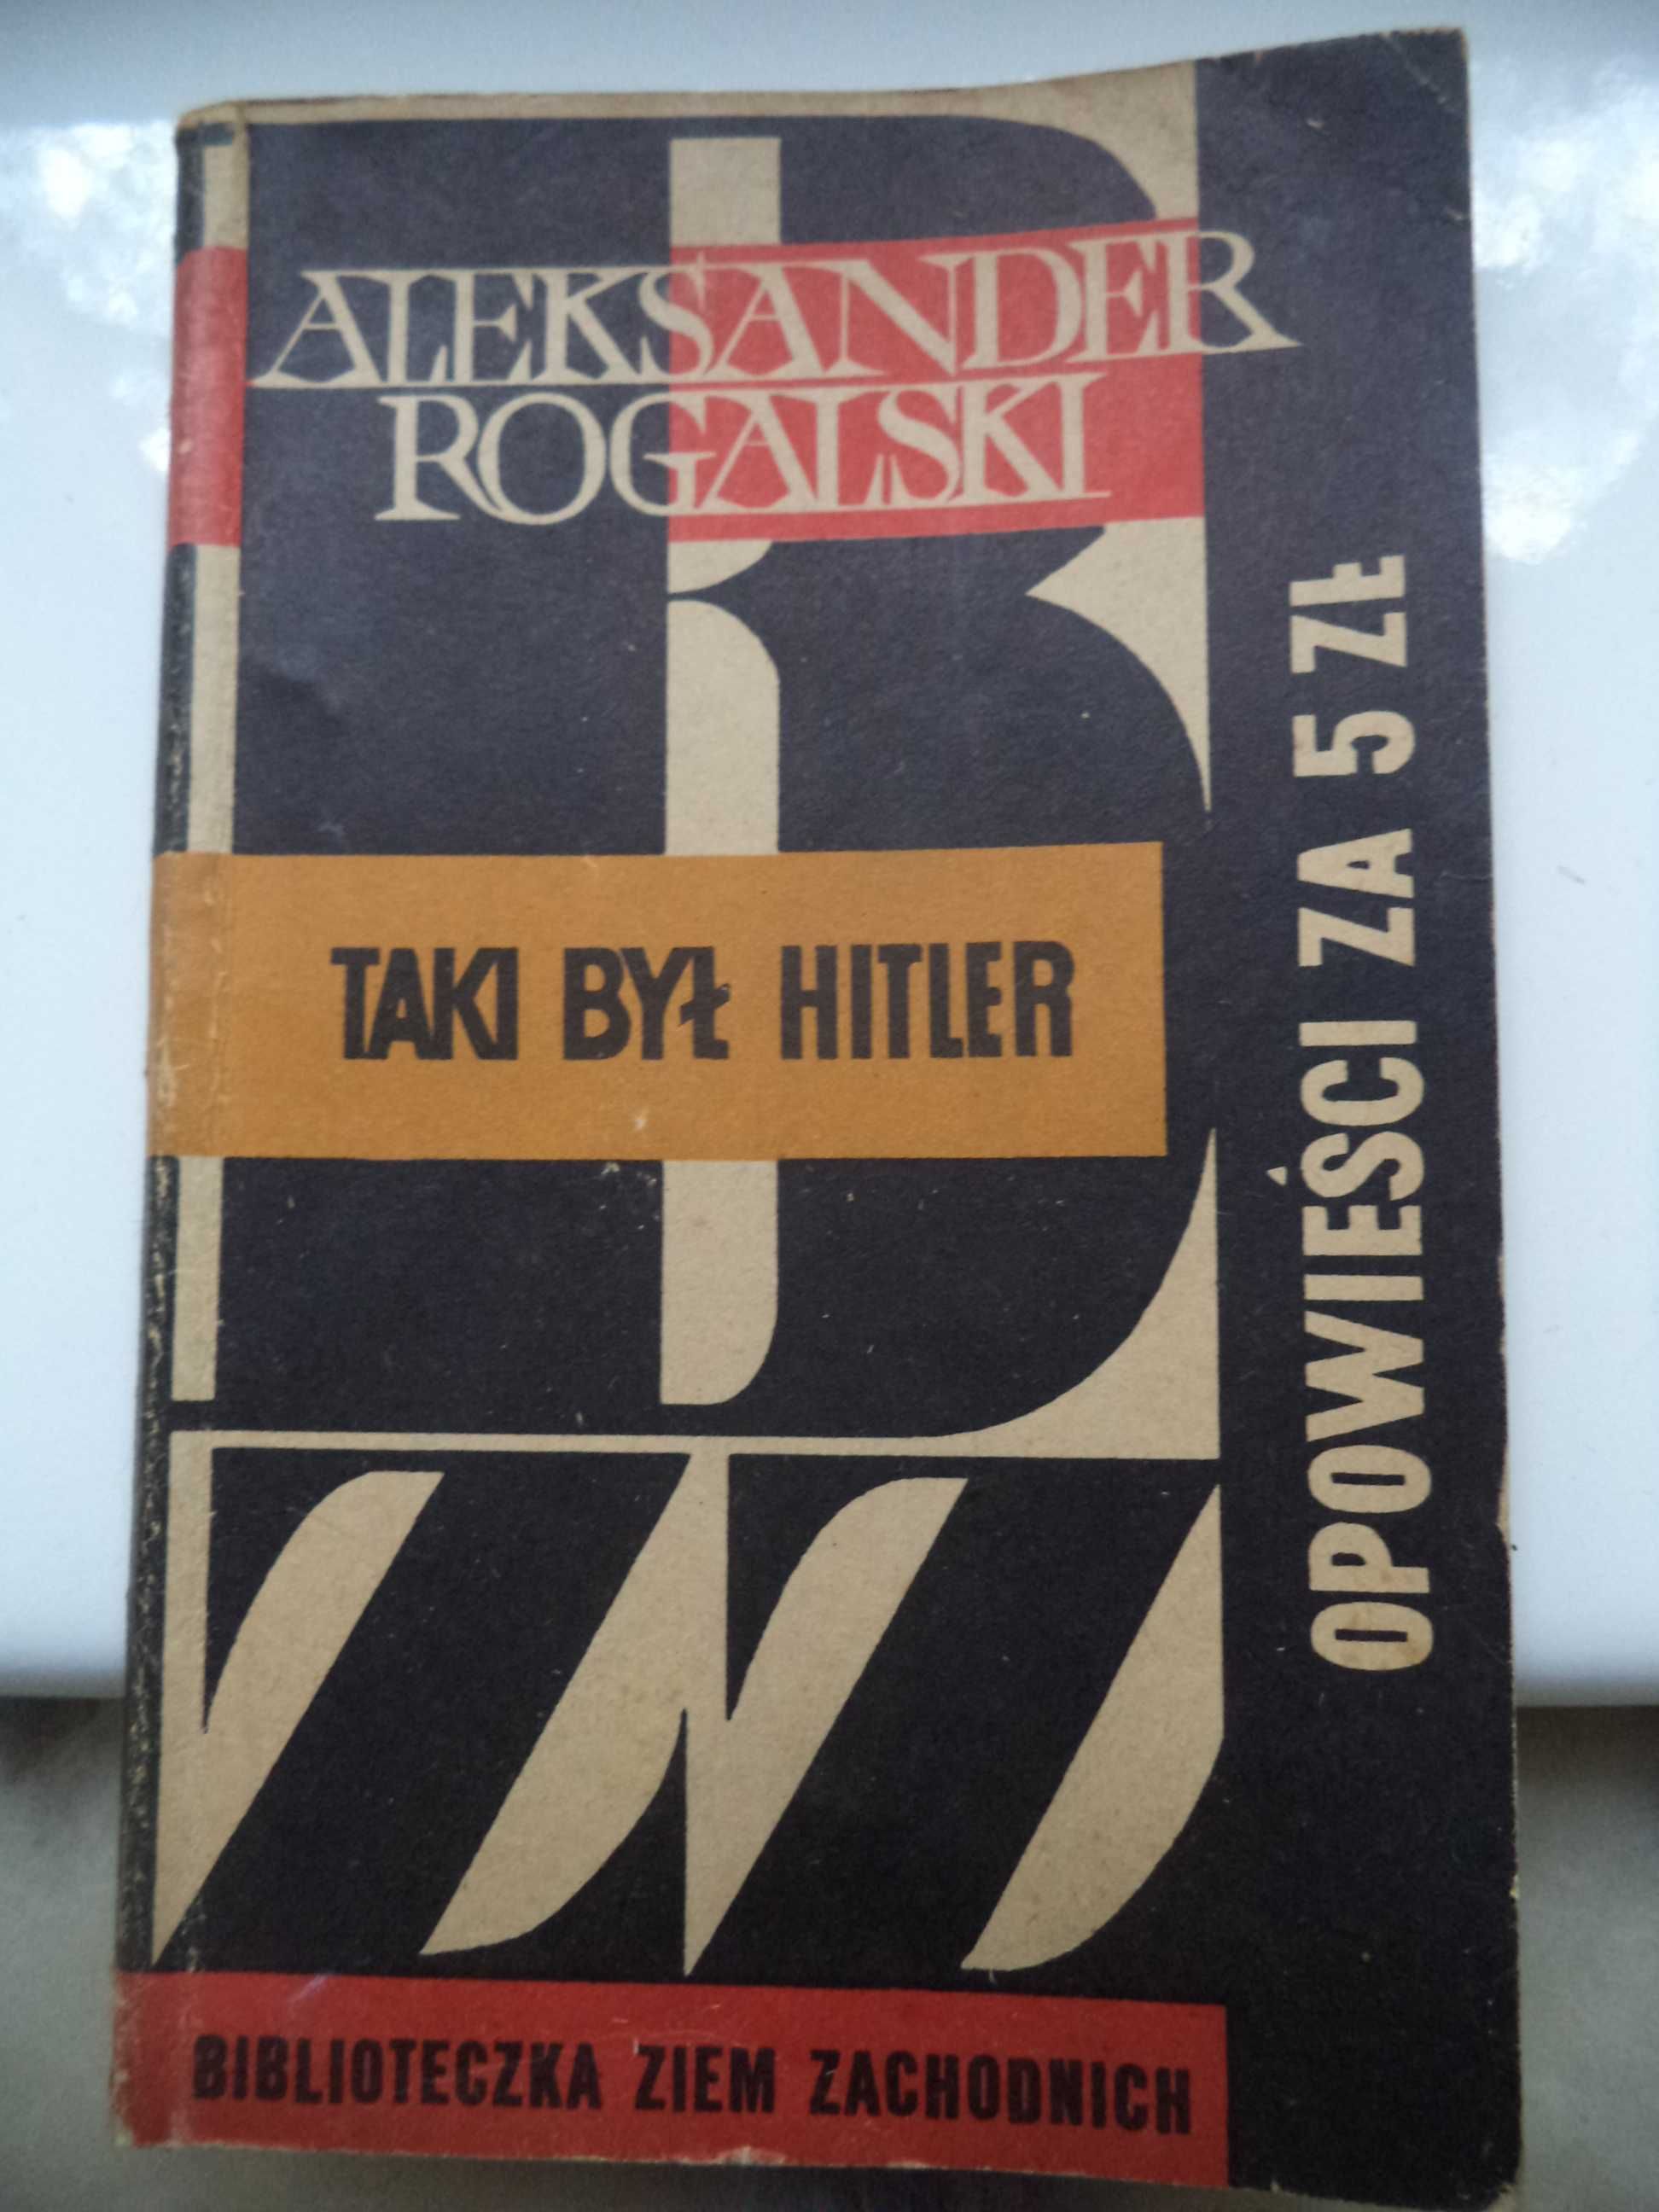 ALEKSANDER
ROGALSKI
TAKI BYŁ HITLER
OPOWIEŚCI ZA 5 ZŁ
BIBLIOTECZKA ZIEM ZACHODNICH